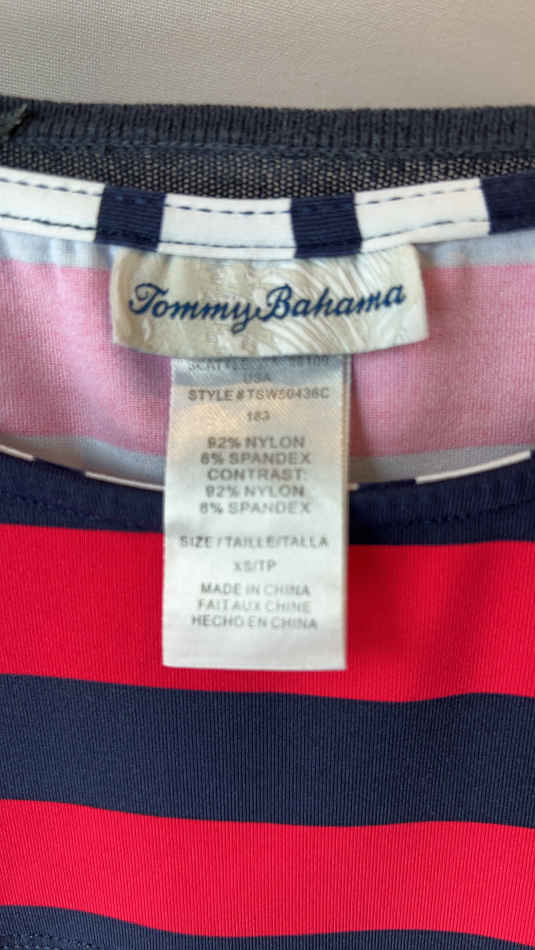 Tommy Bahama
USA
STYLE #TSW50436C
183
92% NYLON
8% SPANDEX
CONTRAST:
92% NYLON
8% SPANDEX
SIZE / TAILLE/TALLA
XS/TP
MADE IN CHINA
FAIT AUX CHINE
HECHO EN CHINA